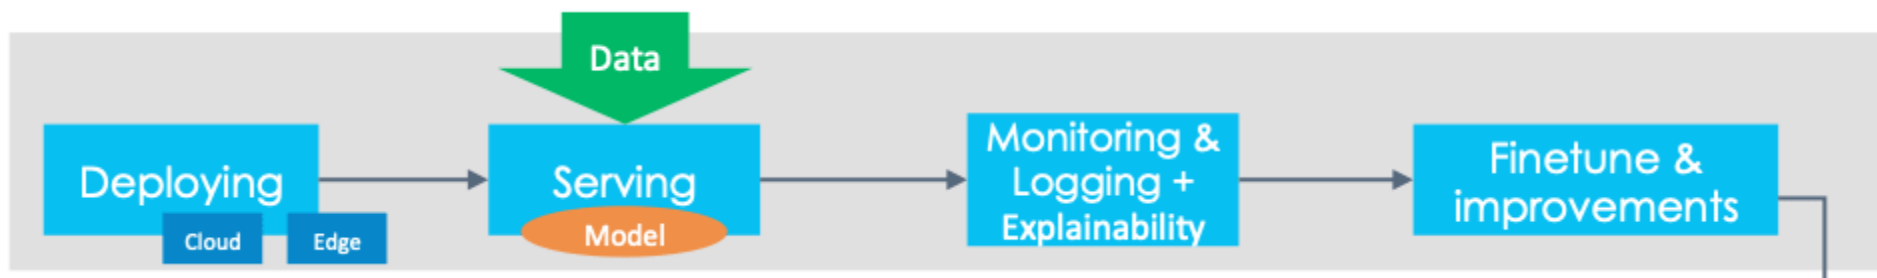 Data
Deploying
Cloud
Edge
Serving
Model
Monitoring &
Logging +
Explainability
Finetune &
improvements